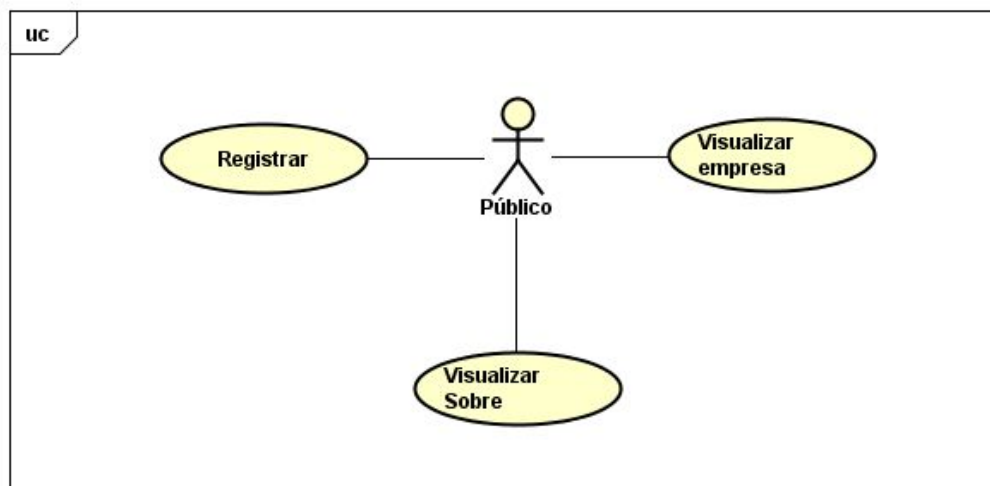 uc
Registrar
Visualizar
empresa
Público
Visualizar
Sobre